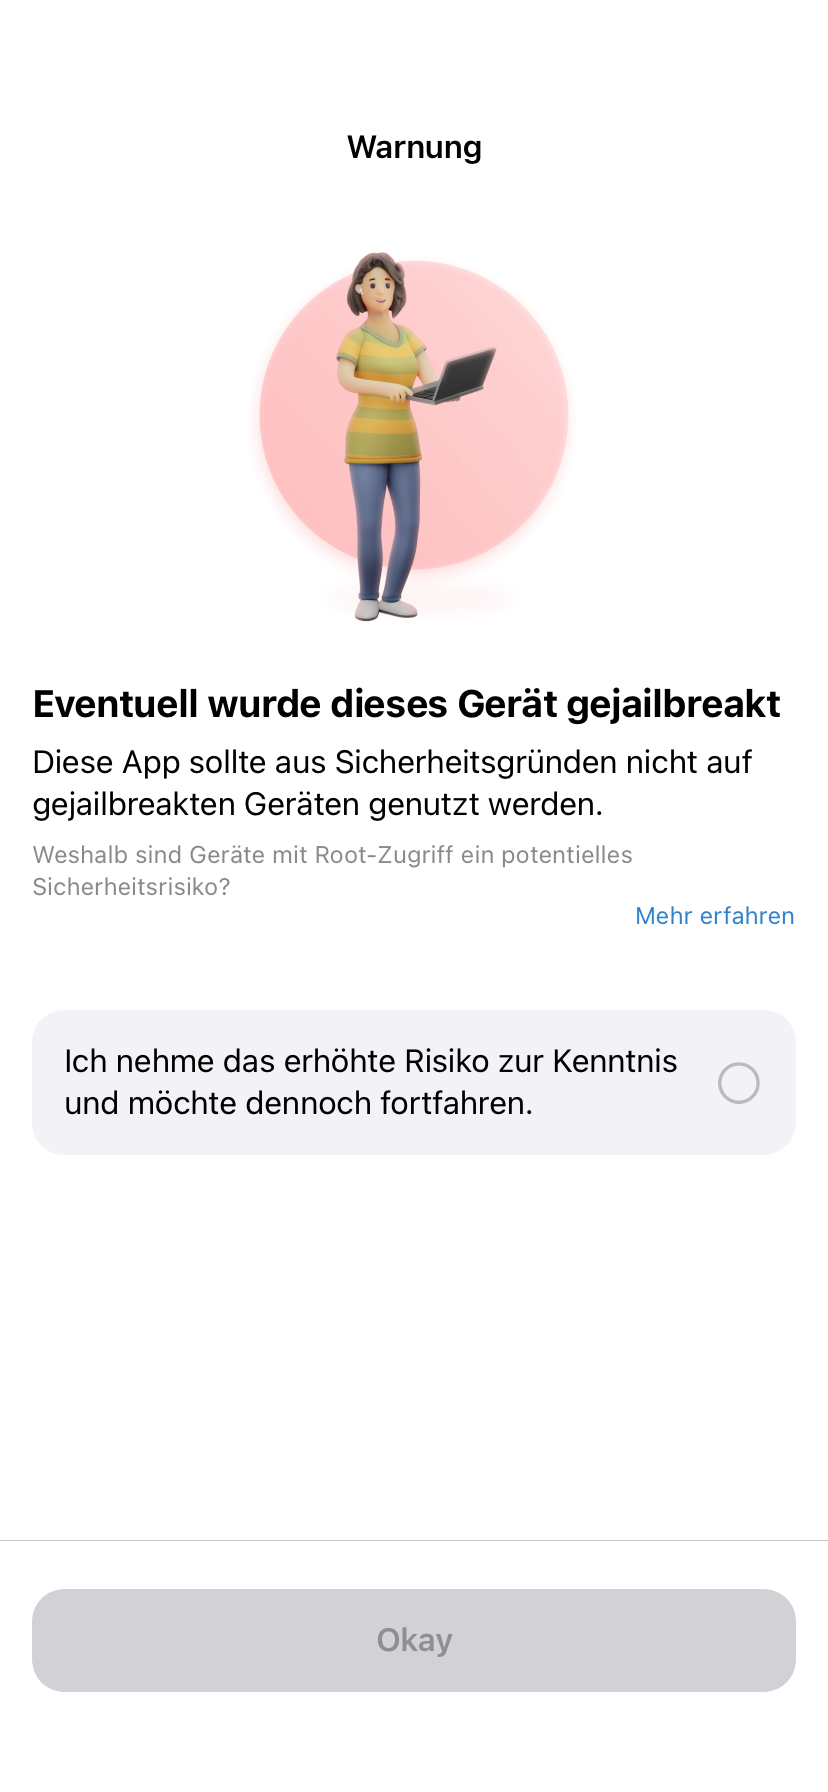 Warnung
Eventuell wurde dieses Gerät gejailbreakt
Diese App sollte aus Sicherheitsgründen nicht auf
gejailbreakten Geräten genutzt werden.
Weshalb sind Geräte mit Root-Zugriff ein potentielles
Sicherheitsrisiko?
Mehr erfahren
Ich nehme das erhöhte Risiko zur Kenntnis
und möchte dennoch fortfahren.
Okay